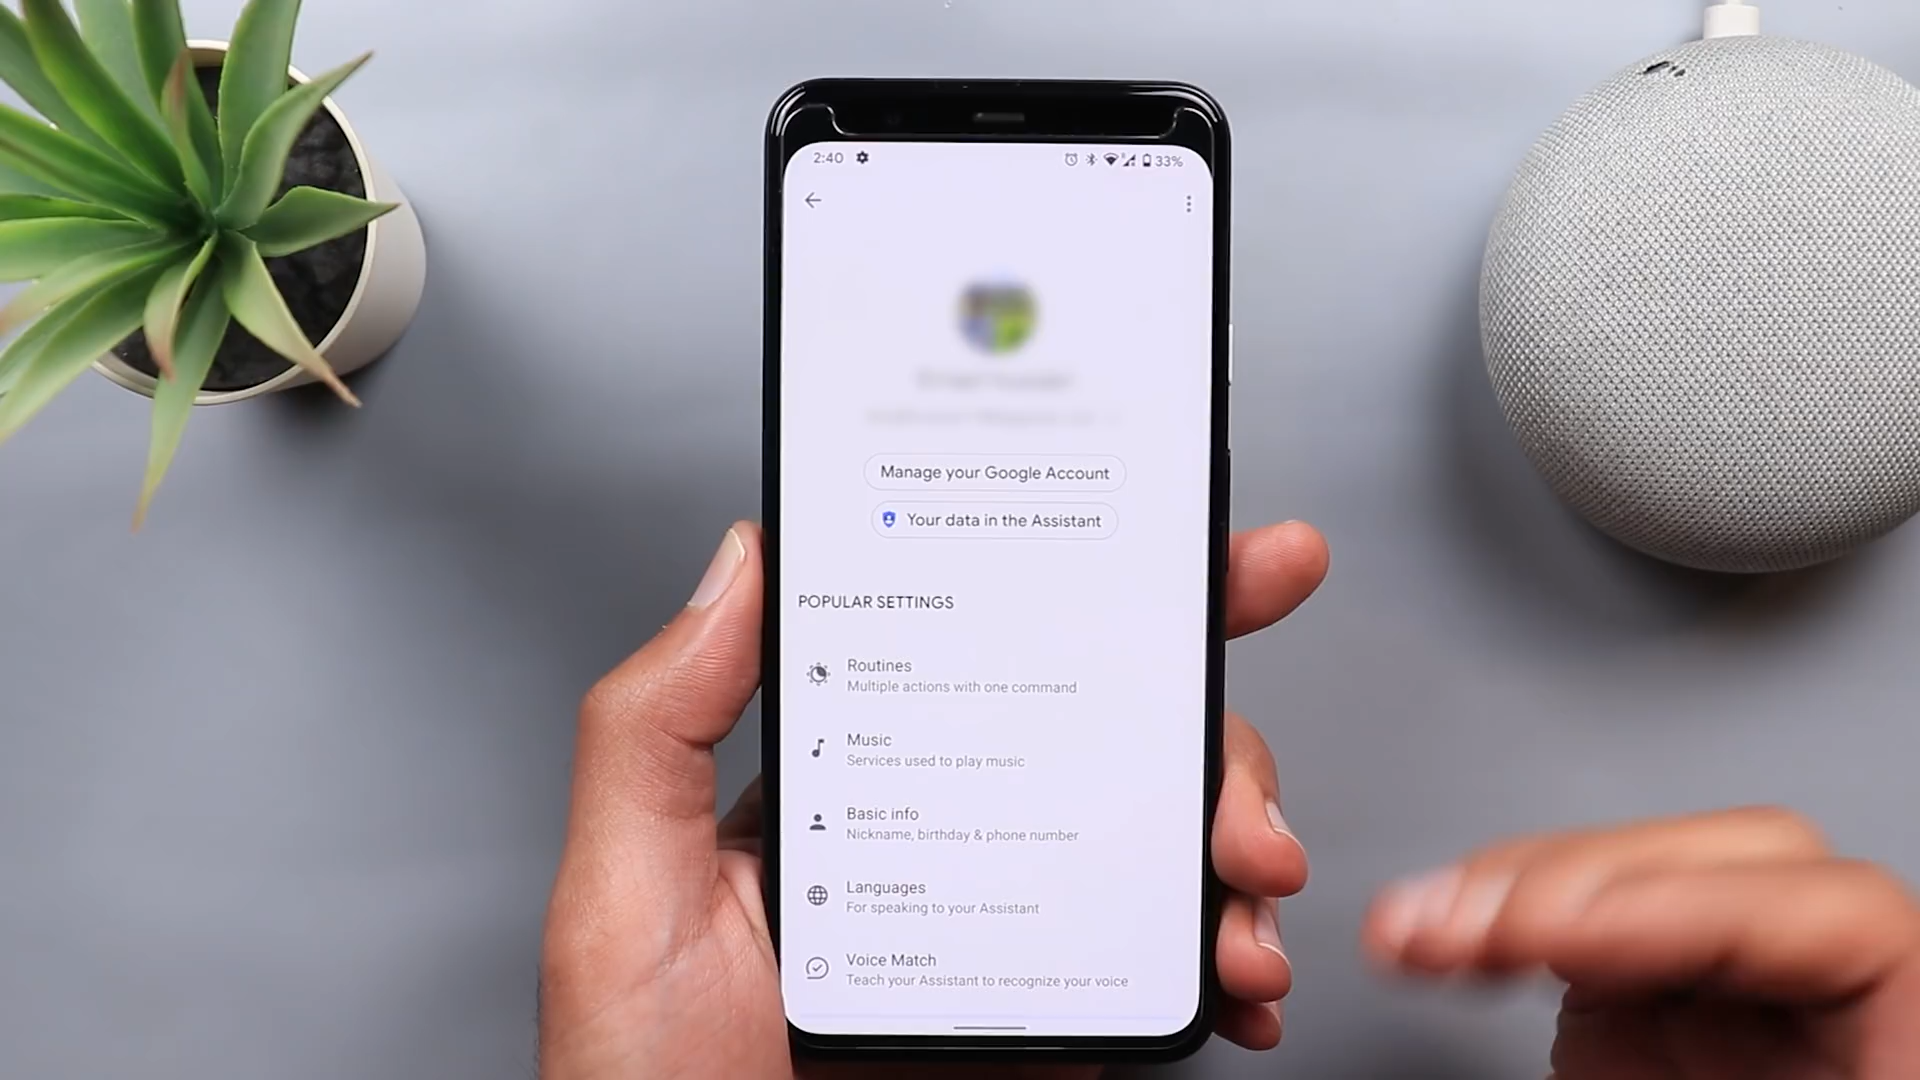 2:40 33%
Manage your Google Account
Your data in the Assistant
POPULAR SETTINGS
Routines
Multiple actions with one command
Music
Services used to play music
Basic info
Nickname, birthday & phone number
Languages
For speaking to your Assistant
Voice Match
Teach your Assistant to recognize your voice